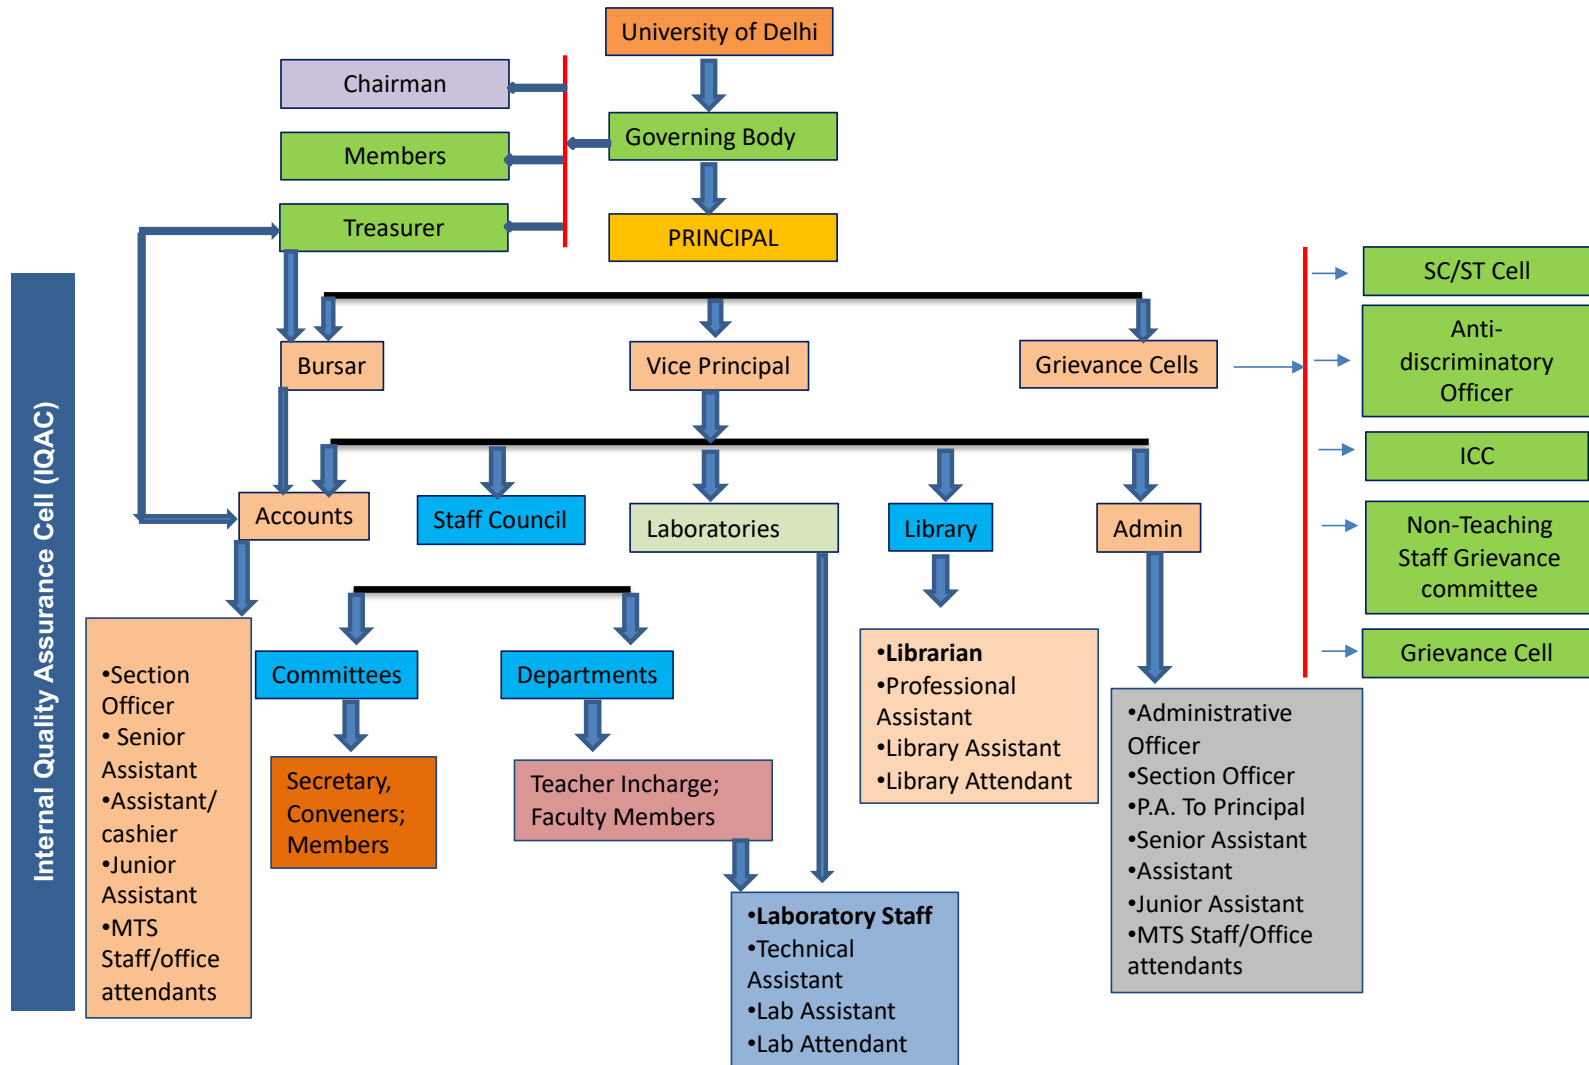 University of Delhi
Chairman
Governing Body
Members
Treasurer
PRINCIPAL
Internal Quality Assurance Cell (IQAC)
Bursar
Vice Principal
Grievance Cells
SC/ST Cell
Anti-
discriminatory
Officer
ICC
Non-Teaching
Staff Grievance
committee
Grievance Cell
Accounts
Staff Council
Laboratories
Library
Admin
•Section
Officer
• Senior
Assistant
•Assistant/
cashier
•Junior
Assistant
•MTS
Staff/office
attendants
Committees
Departments
Secretary,
Conveners;
Members
Teacher Incharge;
Faculty Members
•Librarian
•Professional
Assistant
•Library Assistant
•Library Attendant
•Administrative
Officer
•Section Officer
•P.A. To Principal
•Senior Assistant
•Assistant
•Junior Assistant
•MTS Staff/Office
attendants
•Laboratory Staff
•Technical
Assistant
•Lab Assistant
•Lab Attendant